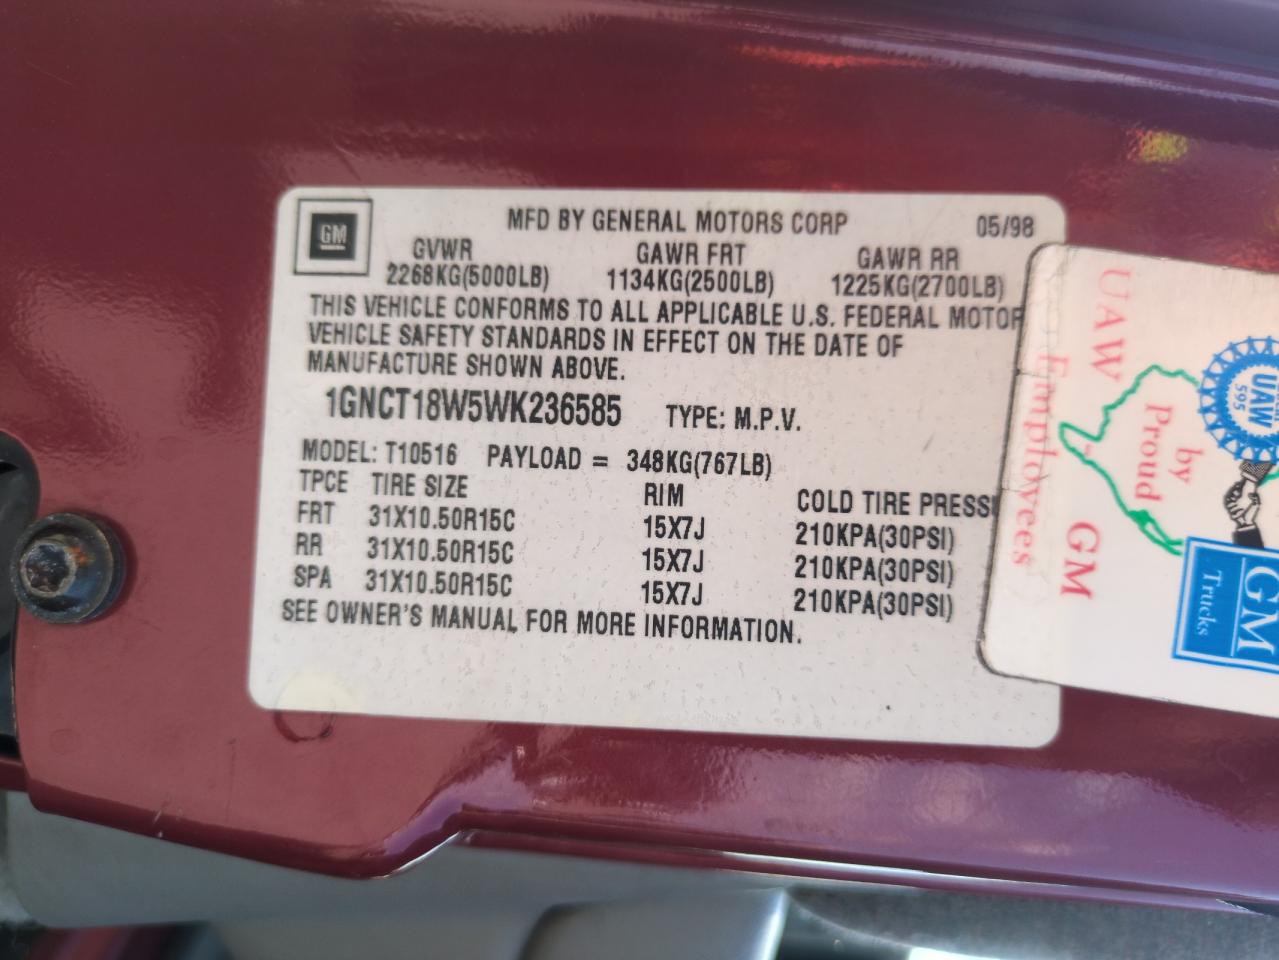 GM
MFD BY GENERAL MOTORS CORP 05/98
GVWR GAWR FRT GAWR RR
2268KG(5000LB) 1134KG(2500LB) 1225KG(2700LB)
THIS VEHICLE CONFORMS TO ALL APPLICABLE U.S. FEDERAL MOTOR
VEHICLE SAFETY STANDARDS IN EFFECT ON THE DATE OF
MANUFACTURE SHOWN ABOVE.
1GNCT18W5WK236585 TYPE: M.P.V.
MODEL: T10516 PAYLOAD = 348KG(767LB)
TPCE TIRE SIZE RIM COLD TIRE PRESS
FRT 31X10.50R15C 15X7J 210KPA(30PSI)
RR 31X10.50R15C 15X7J 210KPA(30PSI)
SPA 31X10.50R15C 15X7J 210KPA(30PSI)
SEE OWNER'S MANUAL FOR MORE INFORMATION.
UAW - GM
Employees
by
Proud
UAW
595
GM
Trucks